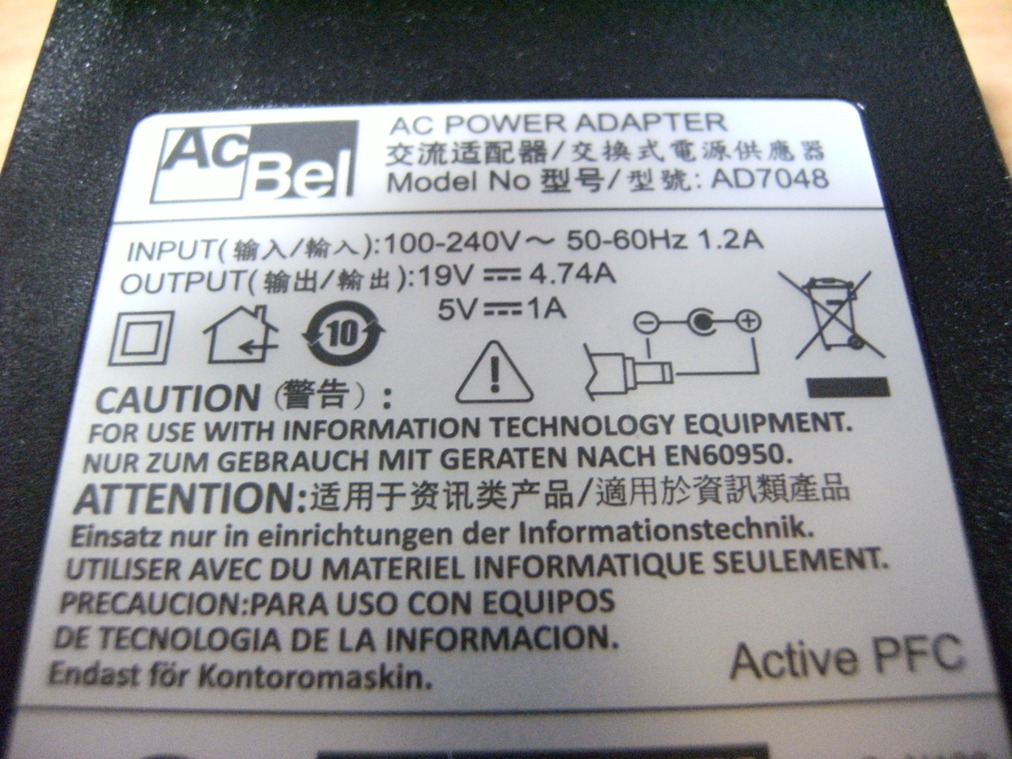 AcBel
AC POWER ADAPTER
交流适配器/交換式電源供應器
Model No 型号/型號: AD7048
INPUT(输入/輸入):100-240V～ 50-60Hz 1.2A
OUTPUT(输出/輸出):19V⎓4.74A
5V⎓1A
10
CAUTION (警告) :
FOR USE WITH INFORMATION TECHNOLOGY EQUIPMENT.
NUR ZUM GEBRAUCH MIT GERATEN NACH EN60950.
ATTENTION:适用于资讯类产品/適用於資訊類產品
Einsatz nur in einrichtungen der Informationstechnik.
UTILISER AVEC DU MATERIEL INFORMATIQUE SEULEMENT.
PRECAUCION:PARA USO CON EQUIPOS
DE TECNOLOGIA DE LA INFORMACION.
Endast för Kontoromaskin.
Active PFC